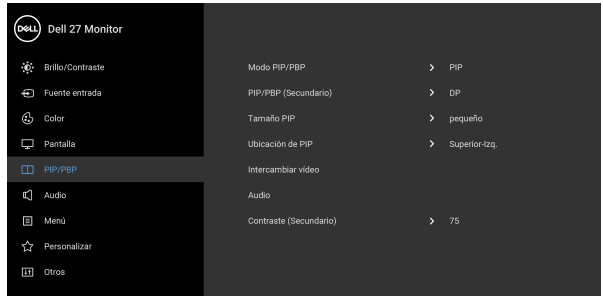 DELL Dell 27 Monitor
Brillo/Contraste
Modo PIP/PBP PIP
Fuente entrada
PIP/PBP (Secundario) DP
Color
Tamaño PIP pequeño
Pantalla
Ubicación de PIP Superior-Izq.
PIP/PBP
Intercambiar vídeo
Audio
Audio
Menú
Contraste (Secundario) 75
Personalizar
Otros